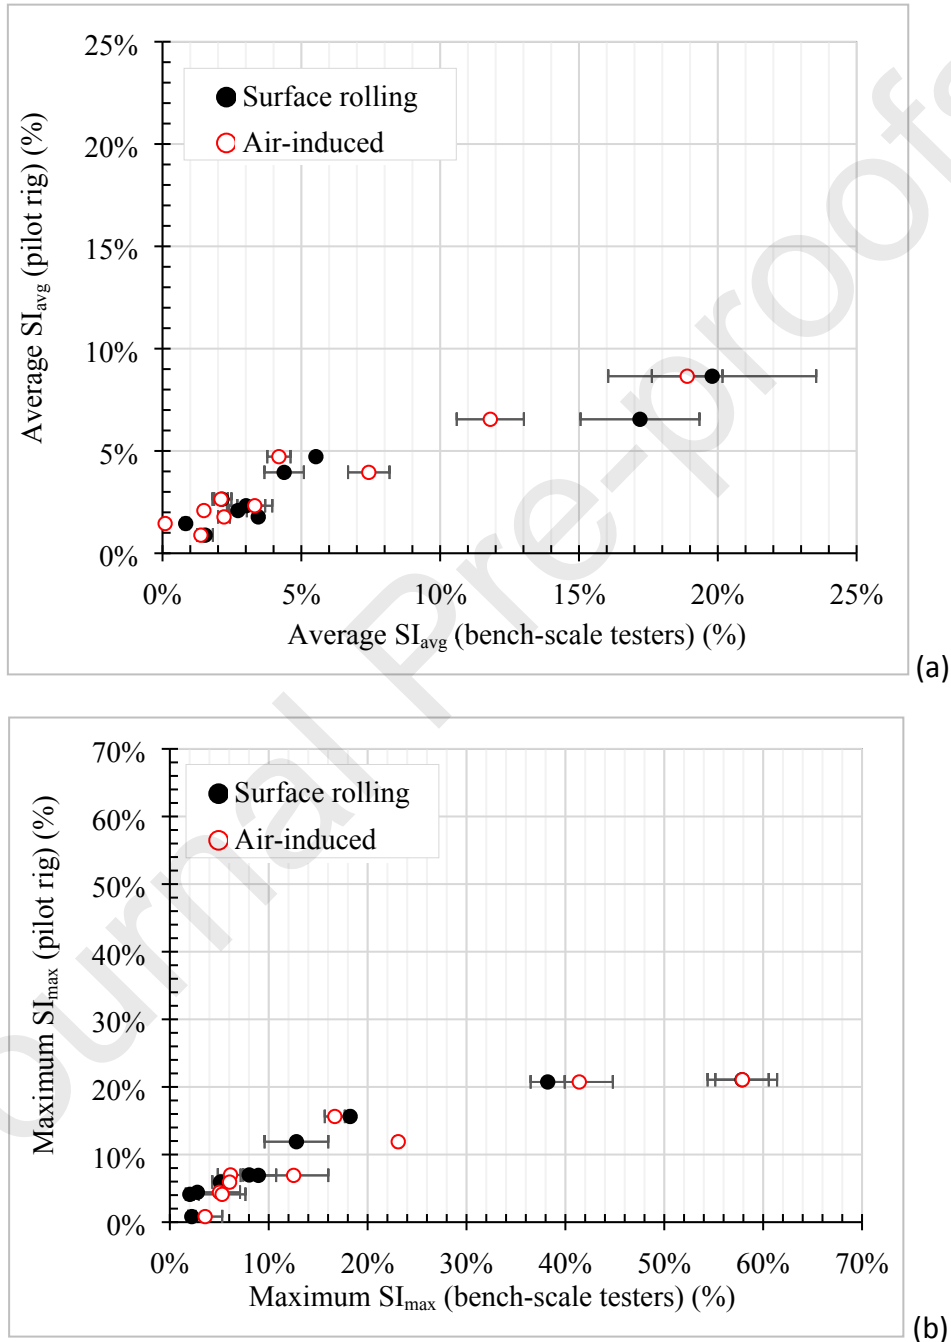 25%
20%
15%
10%
5%
0%
Average SIavg (pilot rig) (%)
Surface rolling
Air-induced
0% 5% 10% 15% 20% 25%
Average SIavg (bench-scale testers) (%)
(a)
70%
60%
50%
40%
30%
20%
10%
0%
Maximum SImax (pilot rig) (%)
Surface rolling
Air-induced
0% 10% 20% 30% 40% 50% 60% 70%
Maximum SImax (bench-scale testers) (%)
(b)
ournal Pre-proofs